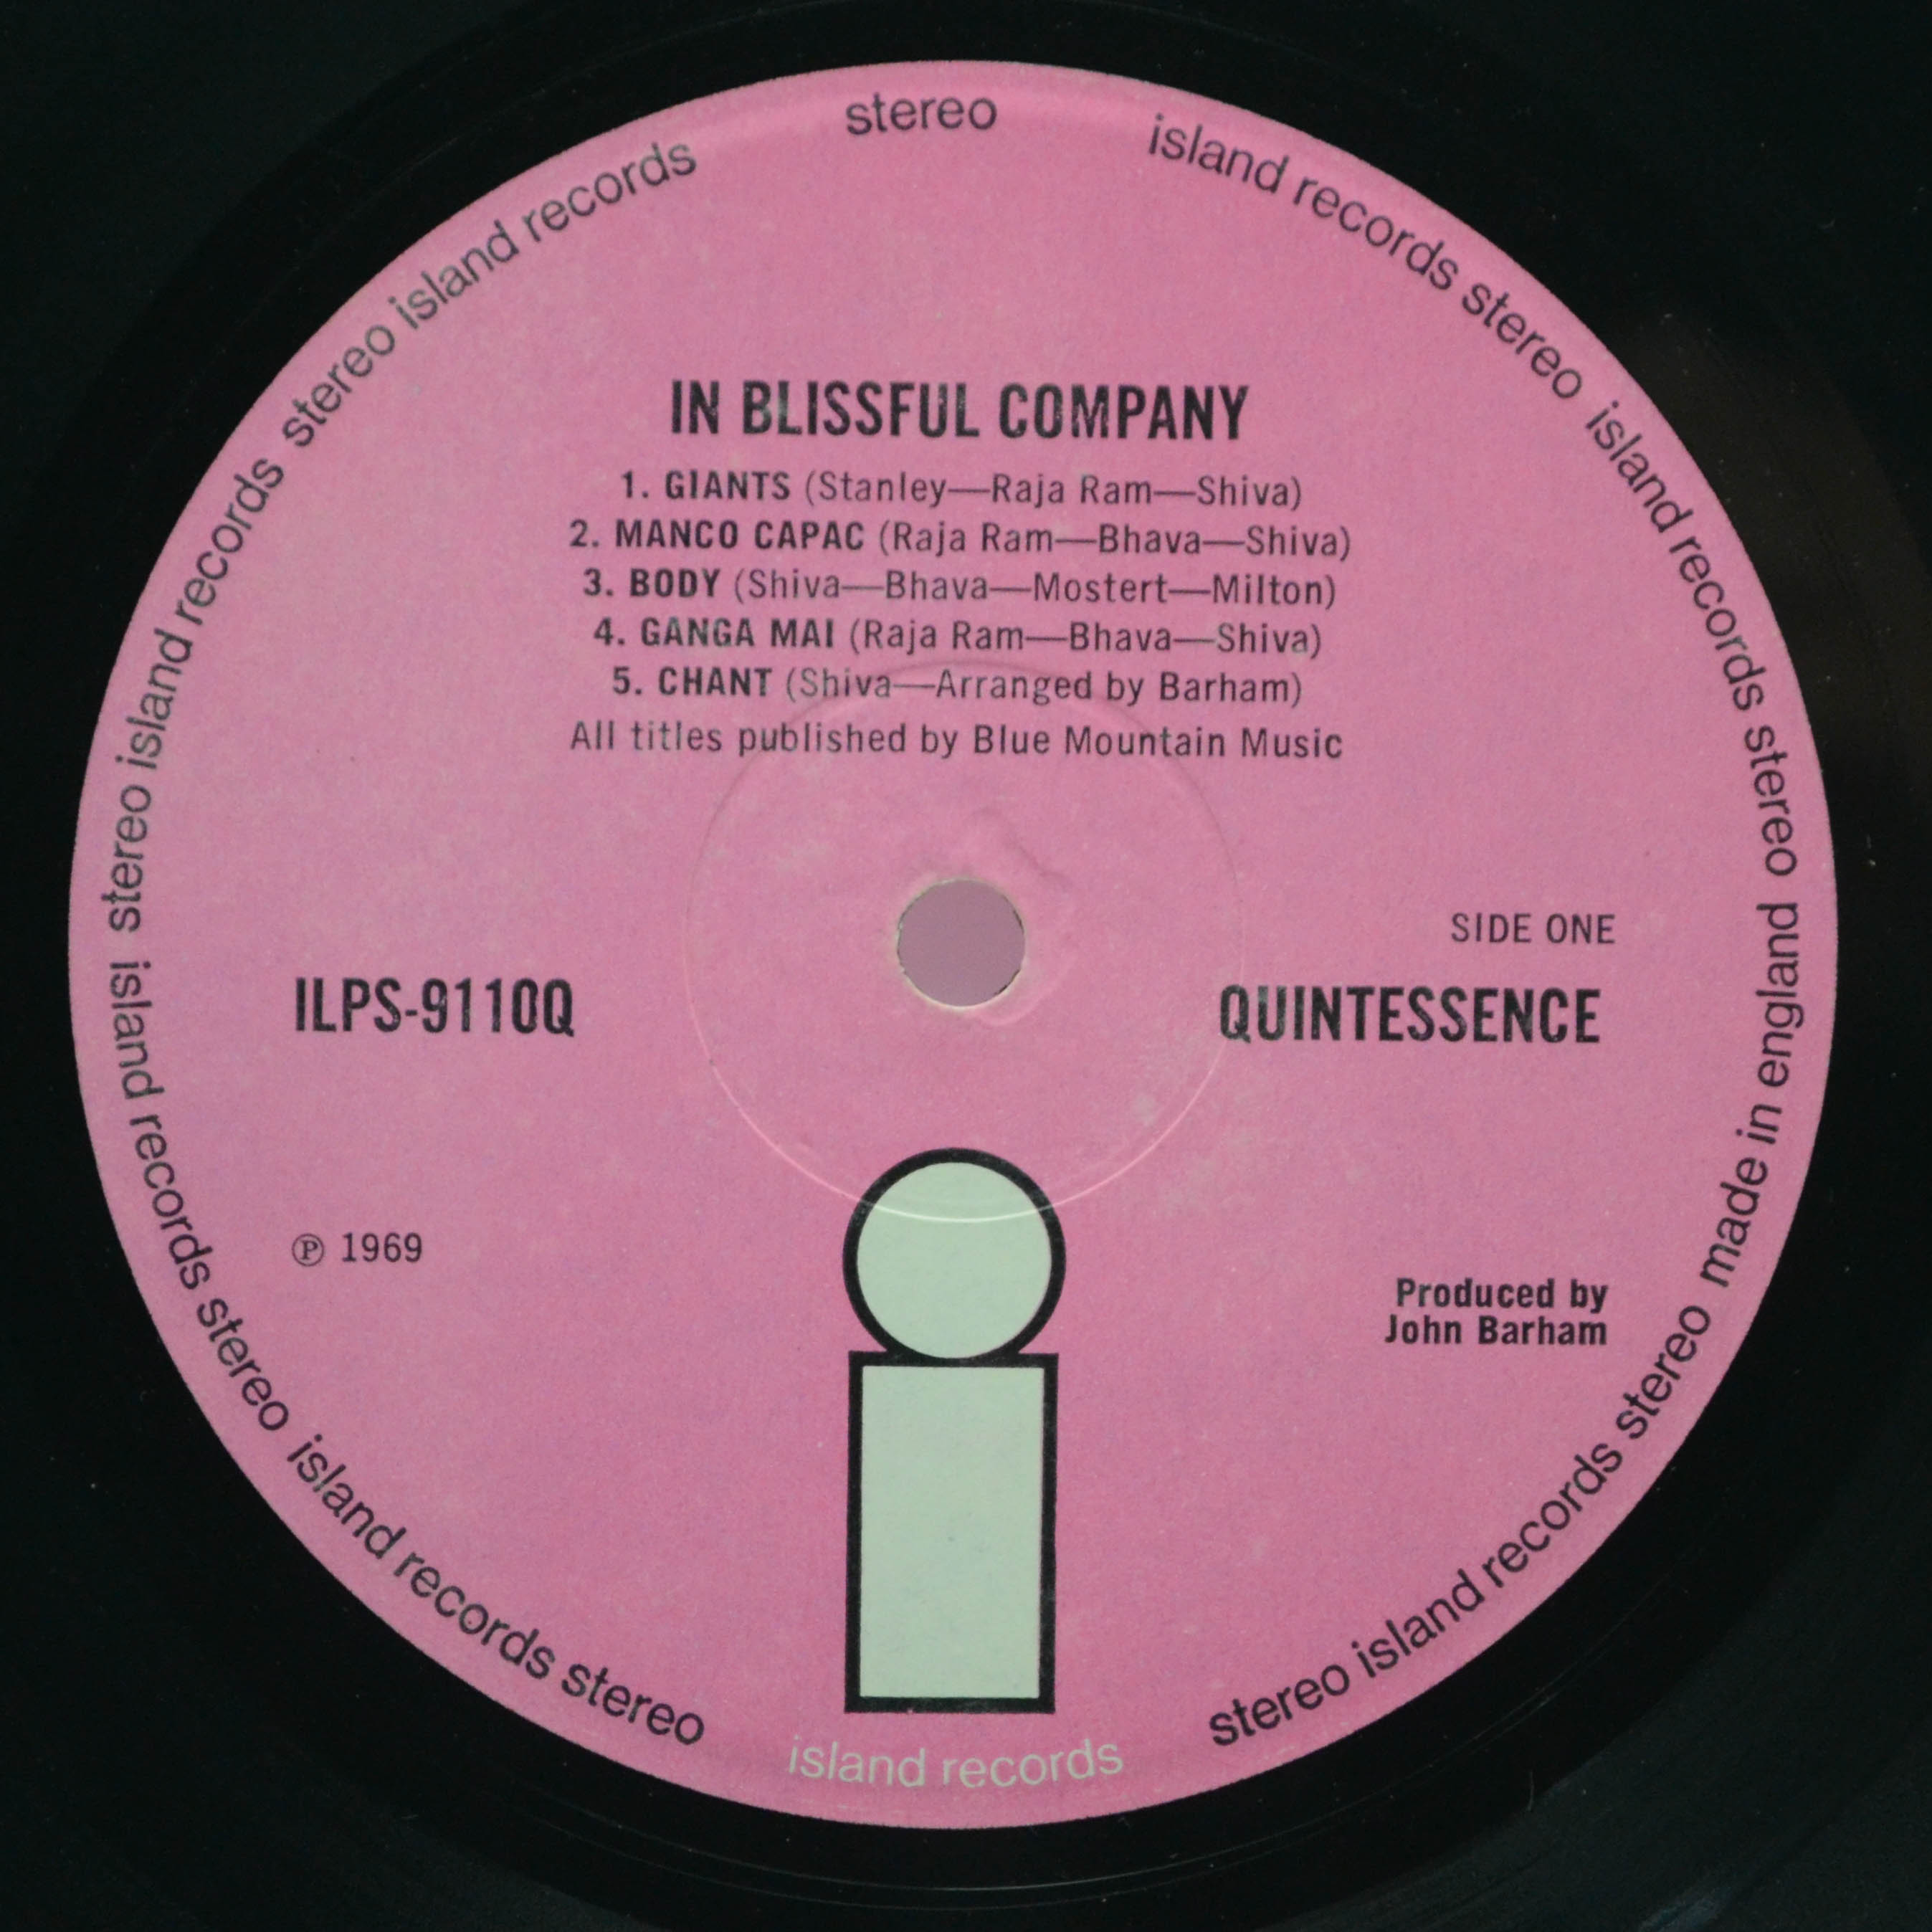 stereo
island records stereo island records stereo made in england
stereo island records stereo
island records
island records stereo
isisland records stereo
stereo island records
stereo island records
IN BLISSFUL COMPANY
1. GIANTS (Stanley—Raja Ram—Shiva)
2. MANCO CAPAC (Raja Ram—Bhava—Shiva)
3. BODY (Shiva—Bhava—Mostert—Milton)
4. GANGA MAI (Raja Ram—Bhava—Shiva)
5. CHANT (Shiva—Arranged by Barham)
All titles published by Blue Mountain Music
SIDE ONE
ILPS-9110Q
QUINTESSENCE
℗ 1969
Produced by
John Barham